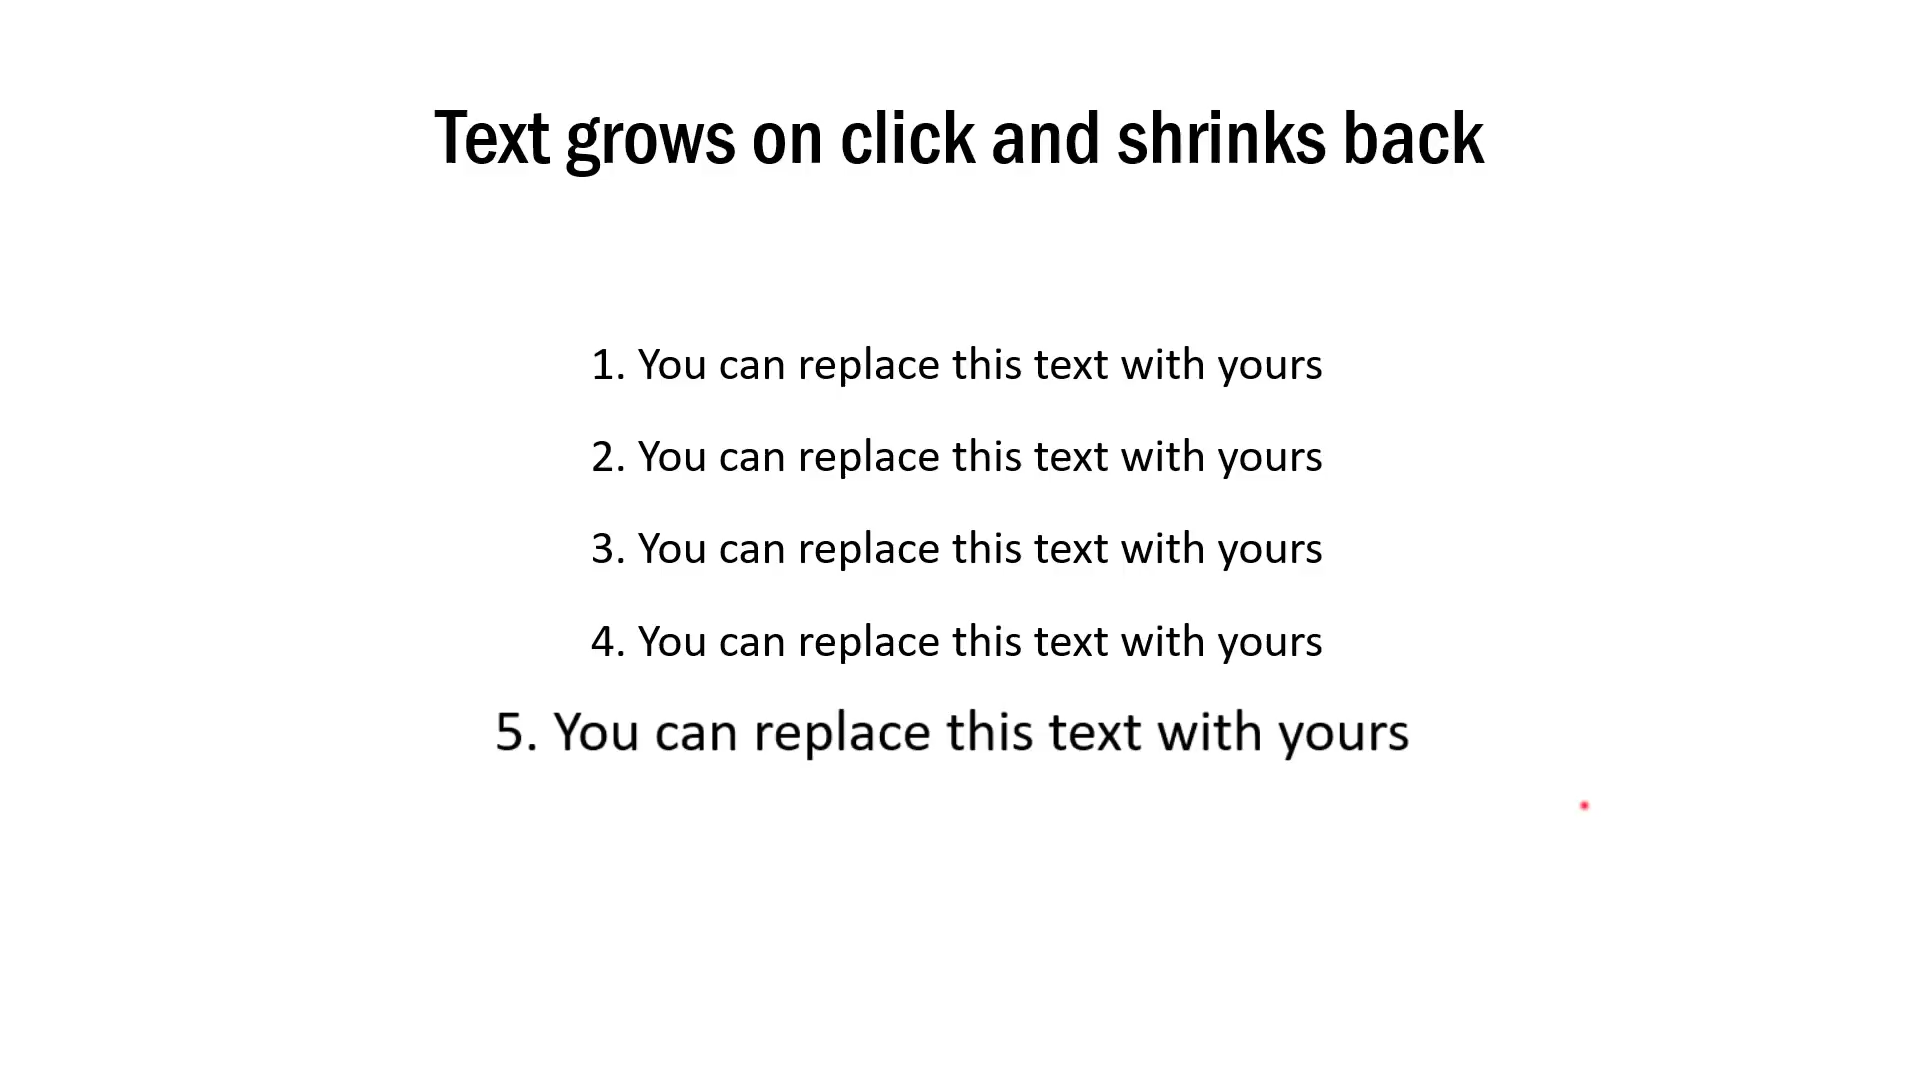 Text grows on click and shrinks back
1. You can replace this text with yours
2. You can replace this text with yours
3. You can replace this text with yours
4. You can replace this text with yours
5. You can replace this text with yours